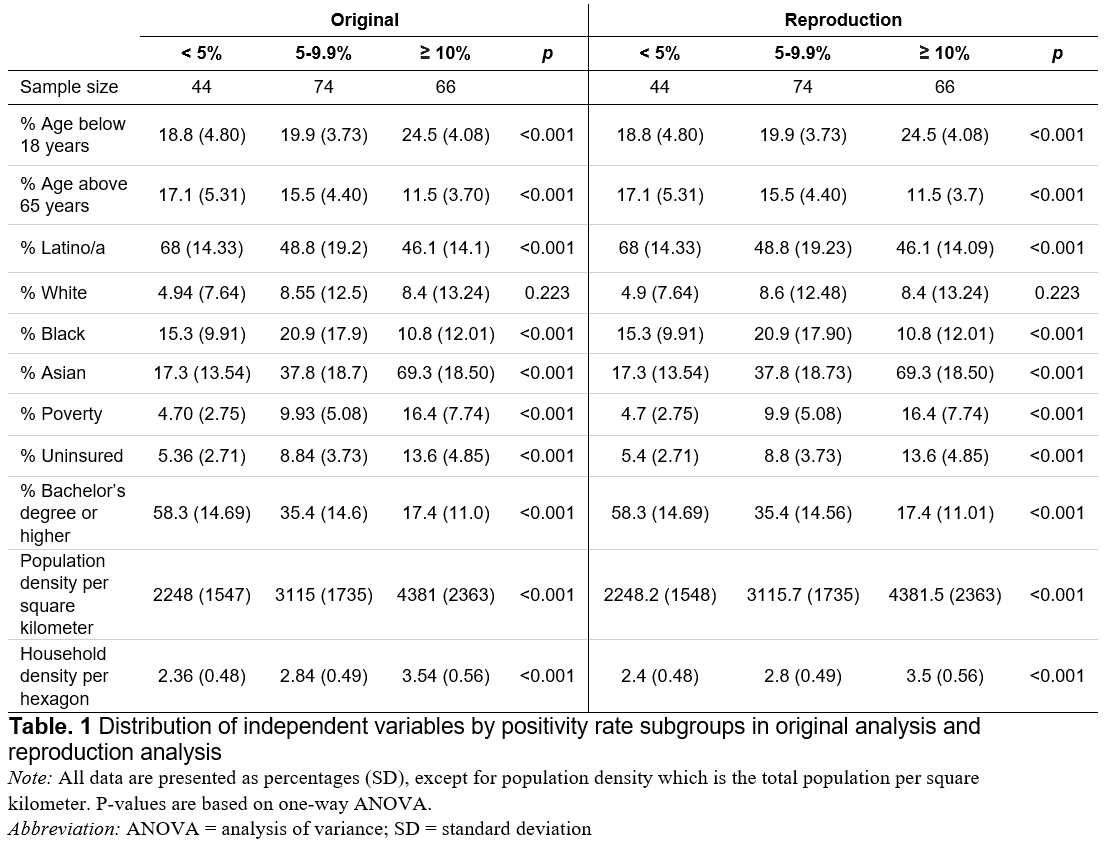 Original Reproduction
< 5% 5-9.9% ≥ 10% p < 5% 5-9.9% ≥ 10% p
Sample size 44 74 66 44 74 66
% Age below
18 years 18.8 (4.80) 19.9 (3.73) 24.5 (4.08) <0.001 18.8 (4.80) 19.9 (3.73) 24.5 (4.08) <0.001
% Age above
65 years 17.1 (5.31) 15.5 (4.40) 11.5 (3.70) <0.001 17.1 (5.31) 15.5 (4.40) 11.5 (3.7) <0.001
% Latino/a 68 (14.33) 48.8 (19.2) 46.1 (14.1) <0.001 68 (14.33) 48.8 (19.23) 46.1 (14.09) <0.001
% White 4.94 (7.64) 8.55 (12.5) 8.4 (13.24) 0.223 4.9 (7.64) 8.6 (12.48) 8.4 (13.24) 0.223
% Black 15.3 (9.91) 20.9 (17.9) 10.8 (12.01) <0.001 15.3 (9.91) 20.9 (17.90) 10.8 (12.01) <0.001
% Asian 17.3 (13.54) 37.8 (18.7) 69.3 (18.50) <0.001 17.3 (13.54) 37.8 (18.73) 69.3 (18.50) <0.001
% Poverty 4.70 (2.75) 9.93 (5.08) 16.4 (7.74) <0.001 4.7 (2.75) 9.9 (5.08) 16.4 (7.74) <0.001
% Uninsured 5.36 (2.71) 8.84 (3.73) 13.6 (4.85) <0.001 5.4 (2.71) 8.8 (3.73) 13.6 (4.85) <0.001
% Bachelor's
degree or 58.3 (14.69) 35.4 (14.6) 17.4 (11.0) <0.001 58.3 (14.69) 35.4 (14.56) 17.4 (11.01) <0.001
higher
Population
density per
square 2248 (1547) 3115 (1735) 4381 (2363) <0.001 2248.2 (1548) 3115.7 (1735) 4381.5 (2363) <0.001
kilometer
Household
density per 2.36 (0.48) 2.84 (0.49) 3.54 (0.56) <0.001 2.4 (0.48) 2.8 (0.49) 3.5 (0.56) <0.001
hexagon
Table. 1 Distribution of independent variables by positivity rate subgroups in original analysis and
reproduction analysis
Note: All data are presented as percentages (SD), except for population density which is the total population per square
kilometer. P-values are based on one-way ANOVA.
Abbreviation: ANOVA = analysis of variance; SD = standard deviation